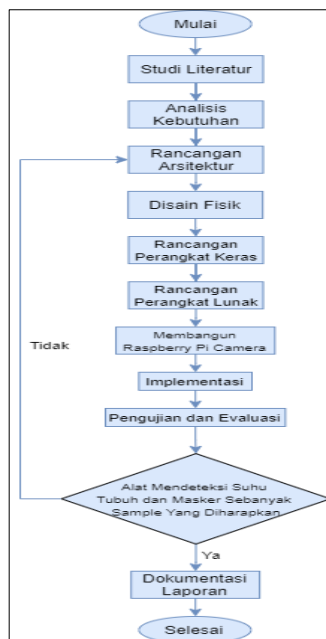 Mulai
Studi Literatur
Analisis
Kebutuhan
Rancangan
Arsitektur
Disain Fisik
Rancangan
Perangkat Keras
Rancangan
Perangkat Lunak
Membangun
Raspberry Pi Camera
Tidak
Implementasi
Pengujian dan Evaluasi
Alat Mendeteksi Suhu
Tubuh dan Masker Sebanyak
Sample Yang Diharapkan
Ya
Dokumentasi
Laporan
Selesai